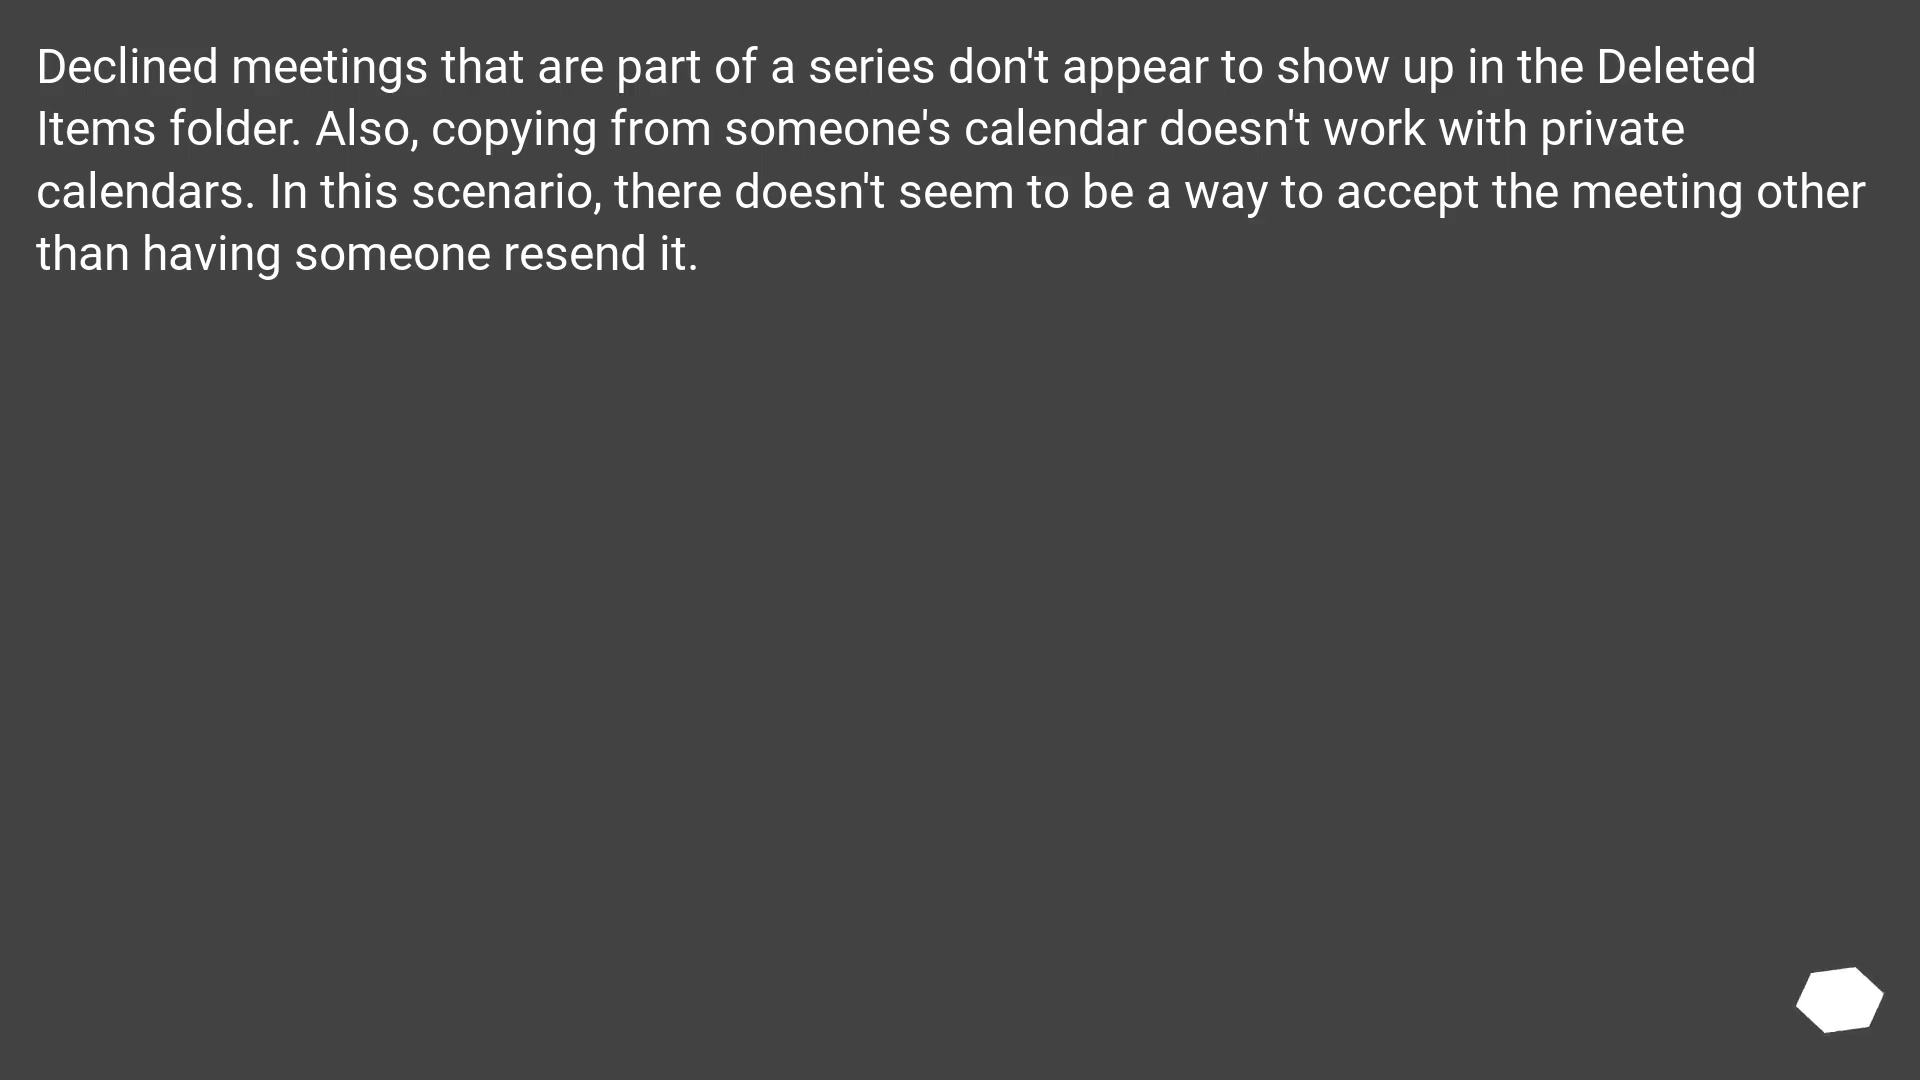 Declined meetings that are part of a series don't appear to show up in the Deleted
Items folder. Also, copying from someone's calendar doesn't work with private
calendars. In this scenario, there doesn't seem to be a way to accept the meeting other
than having someone resend it.